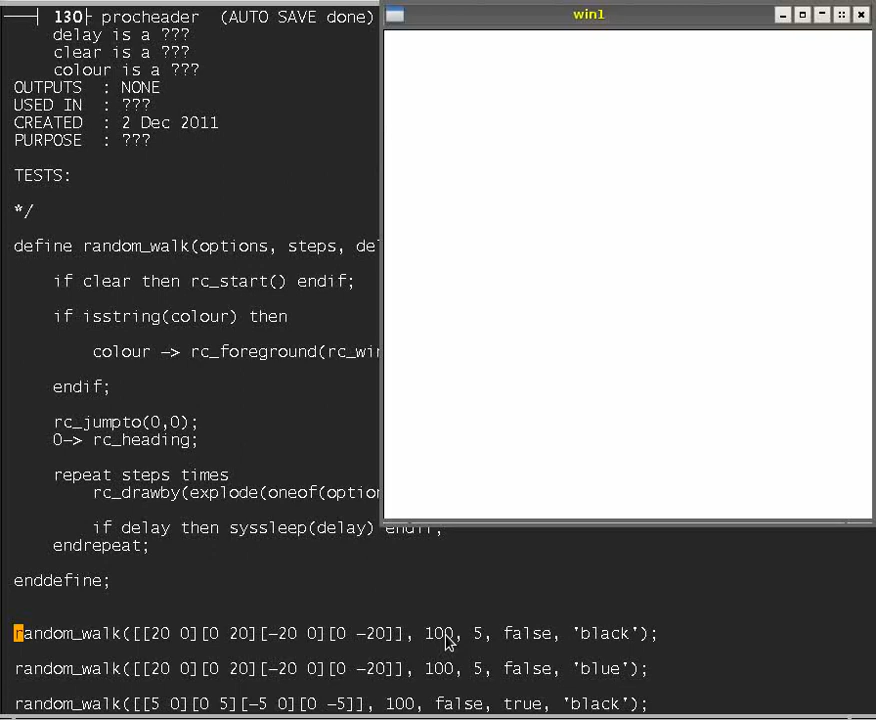 130 procheader (AUTO SAVE done)
win1
delay is a ???
clear is a ???
colour is a ???
OUTPUTS : NONE
USED IN : ???
CREATED : 2 Dec 2011
PURPOSE : ???
TESTS:
*/
define random_walk(options, steps, del
if clear then rc_start() endif;
if isstring(colour) then
colour -> rc_foreground(rc_win
endif;
rc_jumpto(0,0);
0-> rc_heading;
repeat steps times
rc_drawby(explode(oneof(option
if delay then syssleep(delay) endif;
endrepeat;
enddefine;
random_walk([[20 0][0 20][-20 0][0 -20]], 100, 5, false, 'black');
random_walk([[20 0][0 20][-20 0][0 -20]], 100, 5, false, 'blue');
random_walk([[5 0][0 5][-5 0][0 -5]], 100, false, true, 'black');